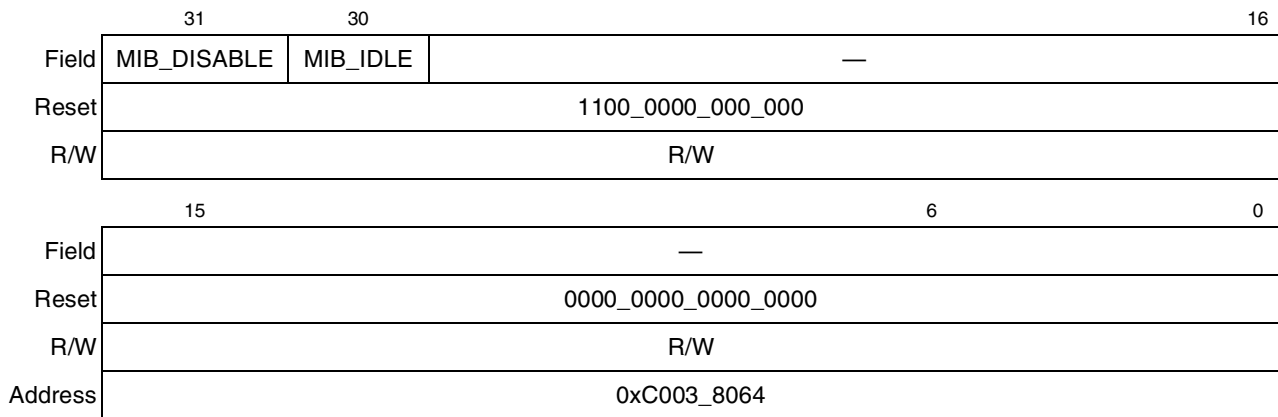 31 30 16
Field MIB_DISABLE MIB_IDLE —
Reset 1100_0000_000_000
R/W R/W
15 6 0
Field —
Reset 0000_0000_0000_0000
R/W R/W
Address 0xC003_8064